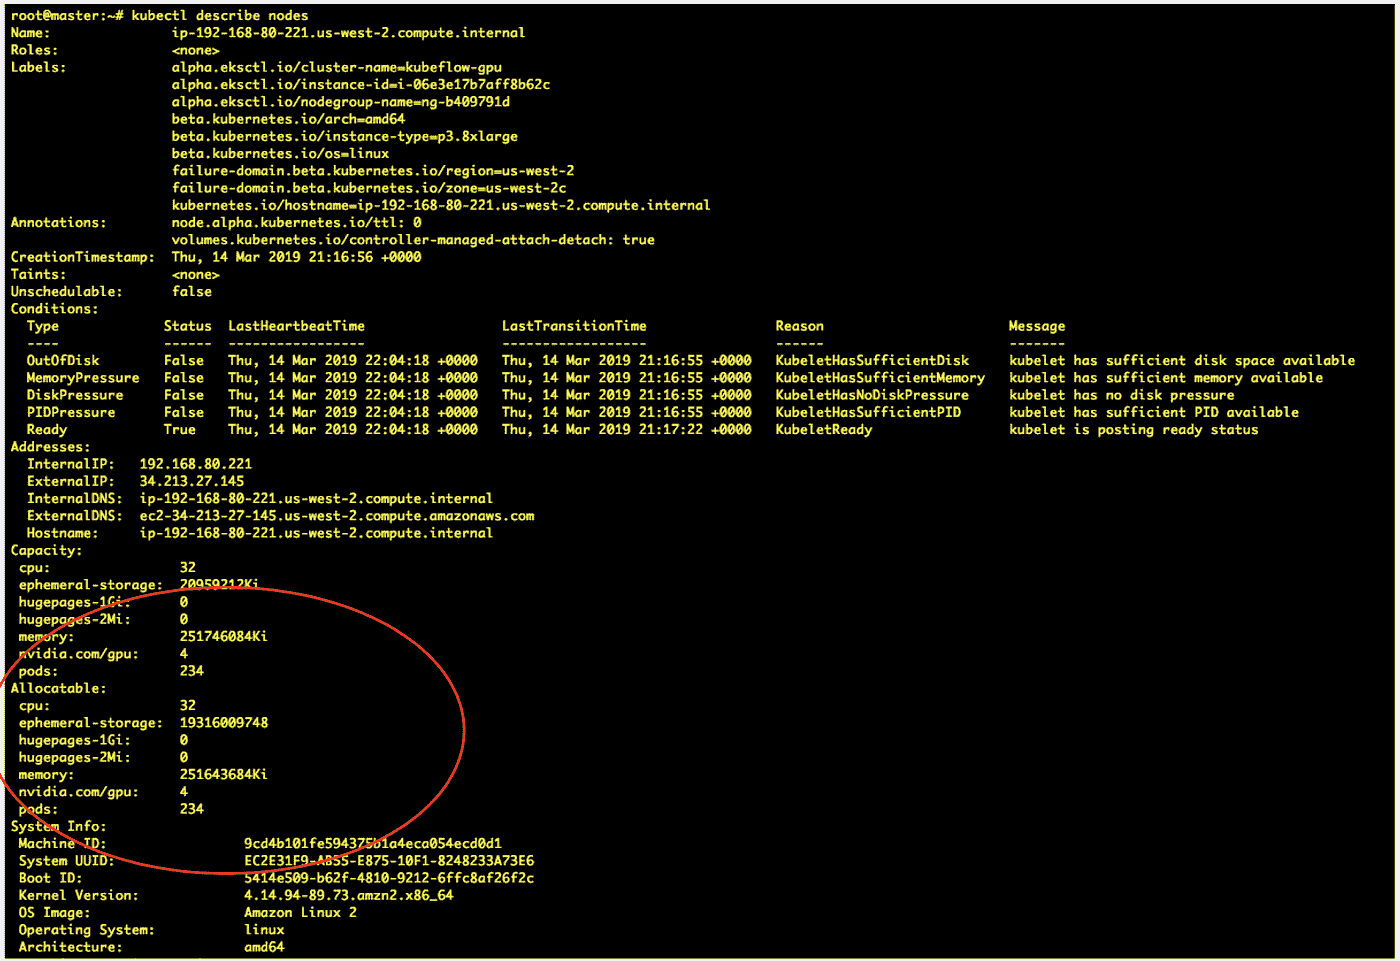 root@master:~# kubectl describe nodes
Name:               ip-192-168-80-221.us-west-2.compute.internal
Roles:              <none>
Labels:             alpha.eksctl.io/cluster-name=kubeflow-gpu
                    alpha.eksctl.io/instance-id=i-06e3e17b7aff8b62c
                    alpha.eksctl.io/nodegroup-name=ng-b409791d
                    beta.kubernetes.io/arch=amd64
                    beta.kubernetes.io/instance-type=p3.8xlarge
                    beta.kubernetes.io/os=linux
                    failure-domain.beta.kubernetes.io/region=us-west-2
                    failure-domain.beta.kubernetes.io/zone=us-west-2c
                    kubernetes.io/hostname=ip-192-168-80-221.us-west-2.compute.internal
Annotations:        node.alpha.kubernetes.io/ttl: 0
                    volumes.kubernetes.io/controller-managed-attach-detach: true
CreationTimestamp:  Thu, 14 Mar 2019 21:16:56 +0000
Taints:             <none>
Unschedulable:      false
Conditions:
  Type             Status  LastHeartbeatTime                 LastTransitionTime                Reason                       Message
  ----             ------  -----------------                 ------------------                ------                       -------
  OutOfDisk        False   Thu, 14 Mar 2019 22:04:18 +0000   Thu, 14 Mar 2019 21:16:55 +0000   KubeletHasSufficientDisk     kubelet has sufficient disk space available
  MemoryPressure   False   Thu, 14 Mar 2019 22:04:18 +0000   Thu, 14 Mar 2019 21:16:55 +0000   KubeletHasSufficientMemory   kubelet has sufficient memory available
  DiskPressure     False   Thu, 14 Mar 2019 22:04:18 +0000   Thu, 14 Mar 2019 21:16:55 +0000   KubeletHasNoDiskPressure     kubelet has no disk pressure
  PIDPressure      False   Thu, 14 Mar 2019 22:04:18 +0000   Thu, 14 Mar 2019 21:16:55 +0000   KubeletHasSufficientPID      kubelet has sufficient PID available
  Ready            True    Thu, 14 Mar 2019 22:04:18 +0000   Thu, 14 Mar 2019 21:17:22 +0000   KubeletReady                 kubelet is posting ready status
Addresses:
  InternalIP:   192.168.80.221
  ExternalIP:   34.213.27.145
  InternalDNS:  ip-192-168-80-221.us-west-2.compute.internal
  ExternalDNS:  ec2-34-213-27-145.us-west-2.compute.amazonaws.com
  Hostname:     ip-192-168-80-221.us-west-2.compute.internal
Capacity:
 cpu:                32
 ephemeral-storage:  20959212Ki
 hugepages-1Gi:      0
 hugepages-2Mi:      0
 memory:             251746084Ki
 nvidia.com/gpu:     4
 pods:               234
Allocatable:
 cpu:                32
 ephemeral-storage:  19316009748
 hugepages-1Gi:      0
 hugepages-2Mi:      0
 memory:             251643684Ki
 nvidia.com/gpu:     4
 pods:               234
System Info:
 Machine ID:                 9cd4b101fe594375b1a4eca054ecd0d1
 System UUID:                EC2E31F9-AB55-E875-10F1-8248233A73E6
 Boot ID:                    5414e509-b62f-4810-9212-6ffc8af26f2c
 Kernel Version:             4.14.94-89.73.amzn2.x86_64
 OS Image:                   Amazon Linux 2
 Operating System:           linux
 Architecture:               amd64